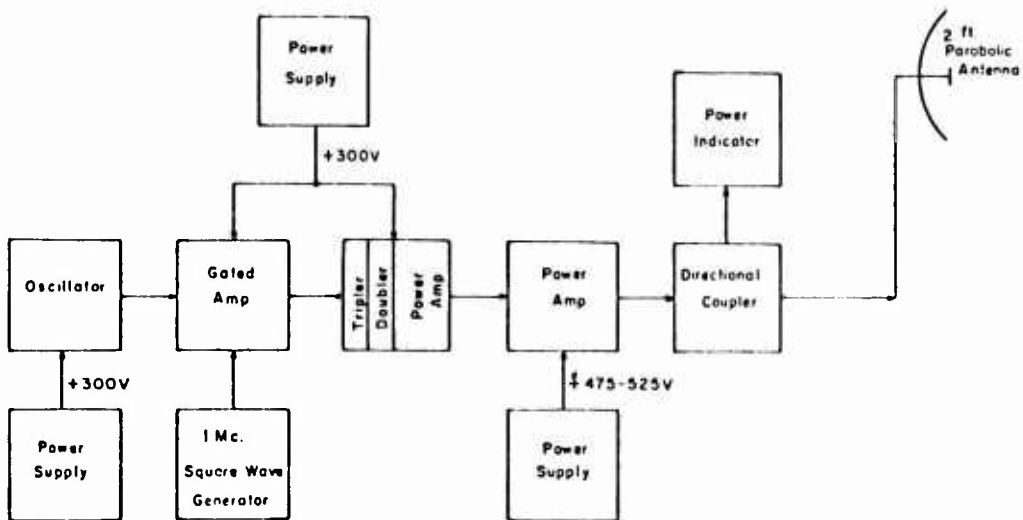 Power
Supply
+300V
2 ft.
Parabolic
Antenna
Power
Indicator
Oscillator
Gated
Amp
Tripler
Doubler
Power
Amp
Power
Amp
Directional
Coupler
+300V
475-525V
Power
Supply
1 Mc.
Square Wave
Generator
Power
Supply